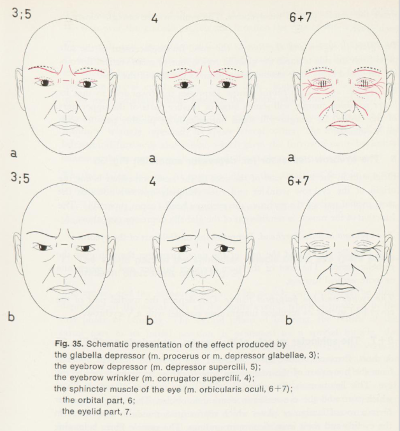 3;5 4 6+7
a a a
3;5 4 6+7
b b b
Fig. 35. Schematic presentation of the effect produced by
the glabella depressor (m. procerus or m. depressor glabellae, 3);
the eyebrow depressor (m. depressor supercilii, 5);
the eyebrow wrinkler (m. corrugator supercilii, 4);
the sphincter muscle of the eye (m. orbicularis oculi, 6+7);
the orbital part, 6;
the eyelid part, 7.